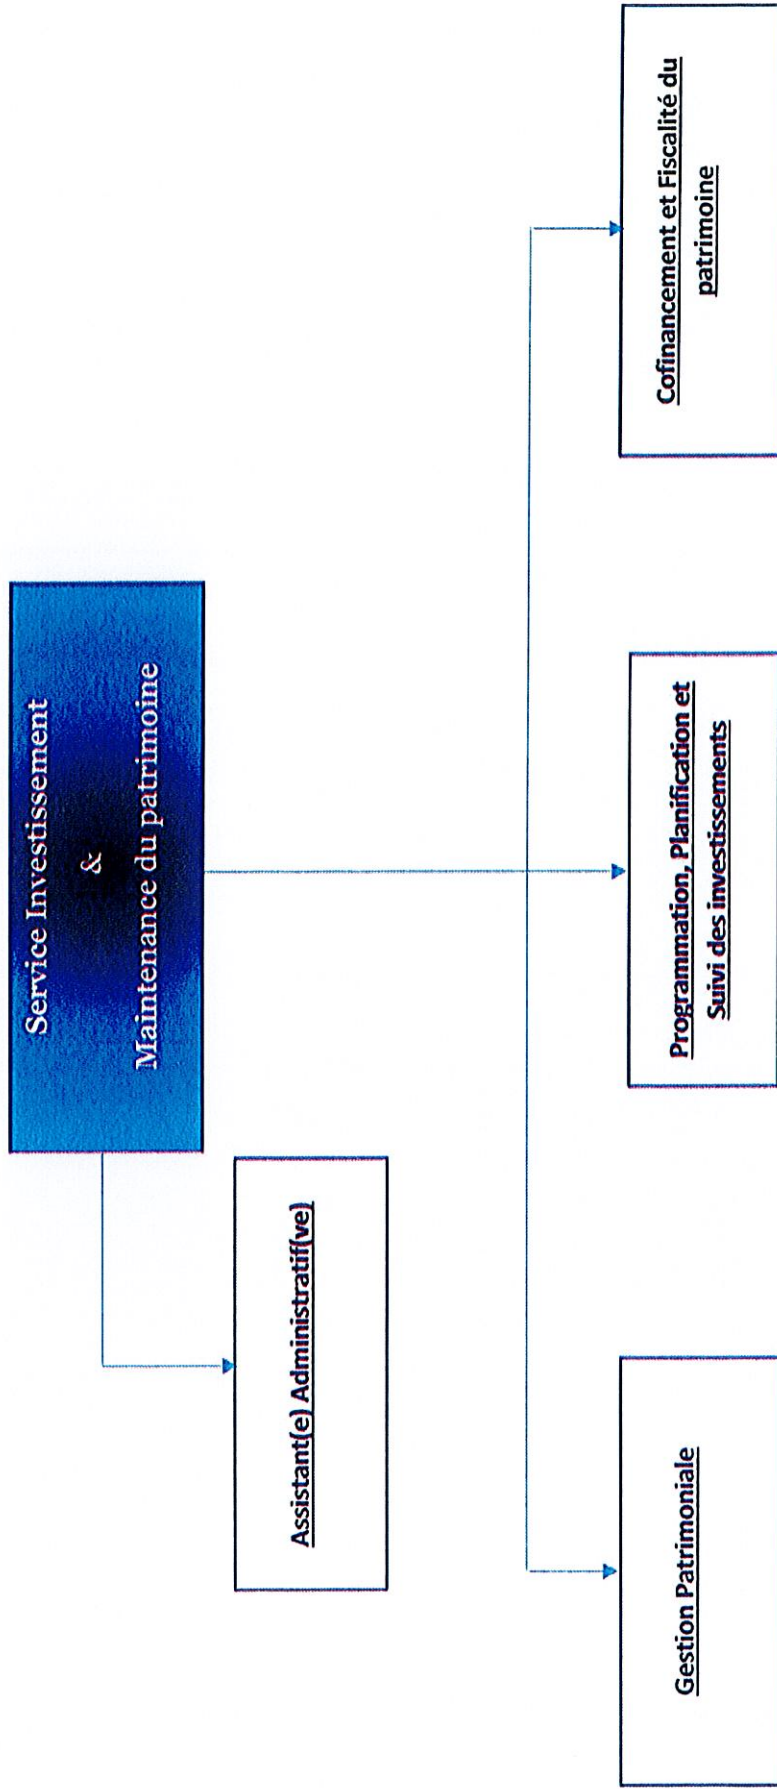 Service Investissement
&
Maintenance du patrimoine
Assistant(e) Administratif(ve)
Gestion Patrimoniale
Programmation, Planification et
Suivi des investissements
Cofinancement et Fiscalité du
patrimoine